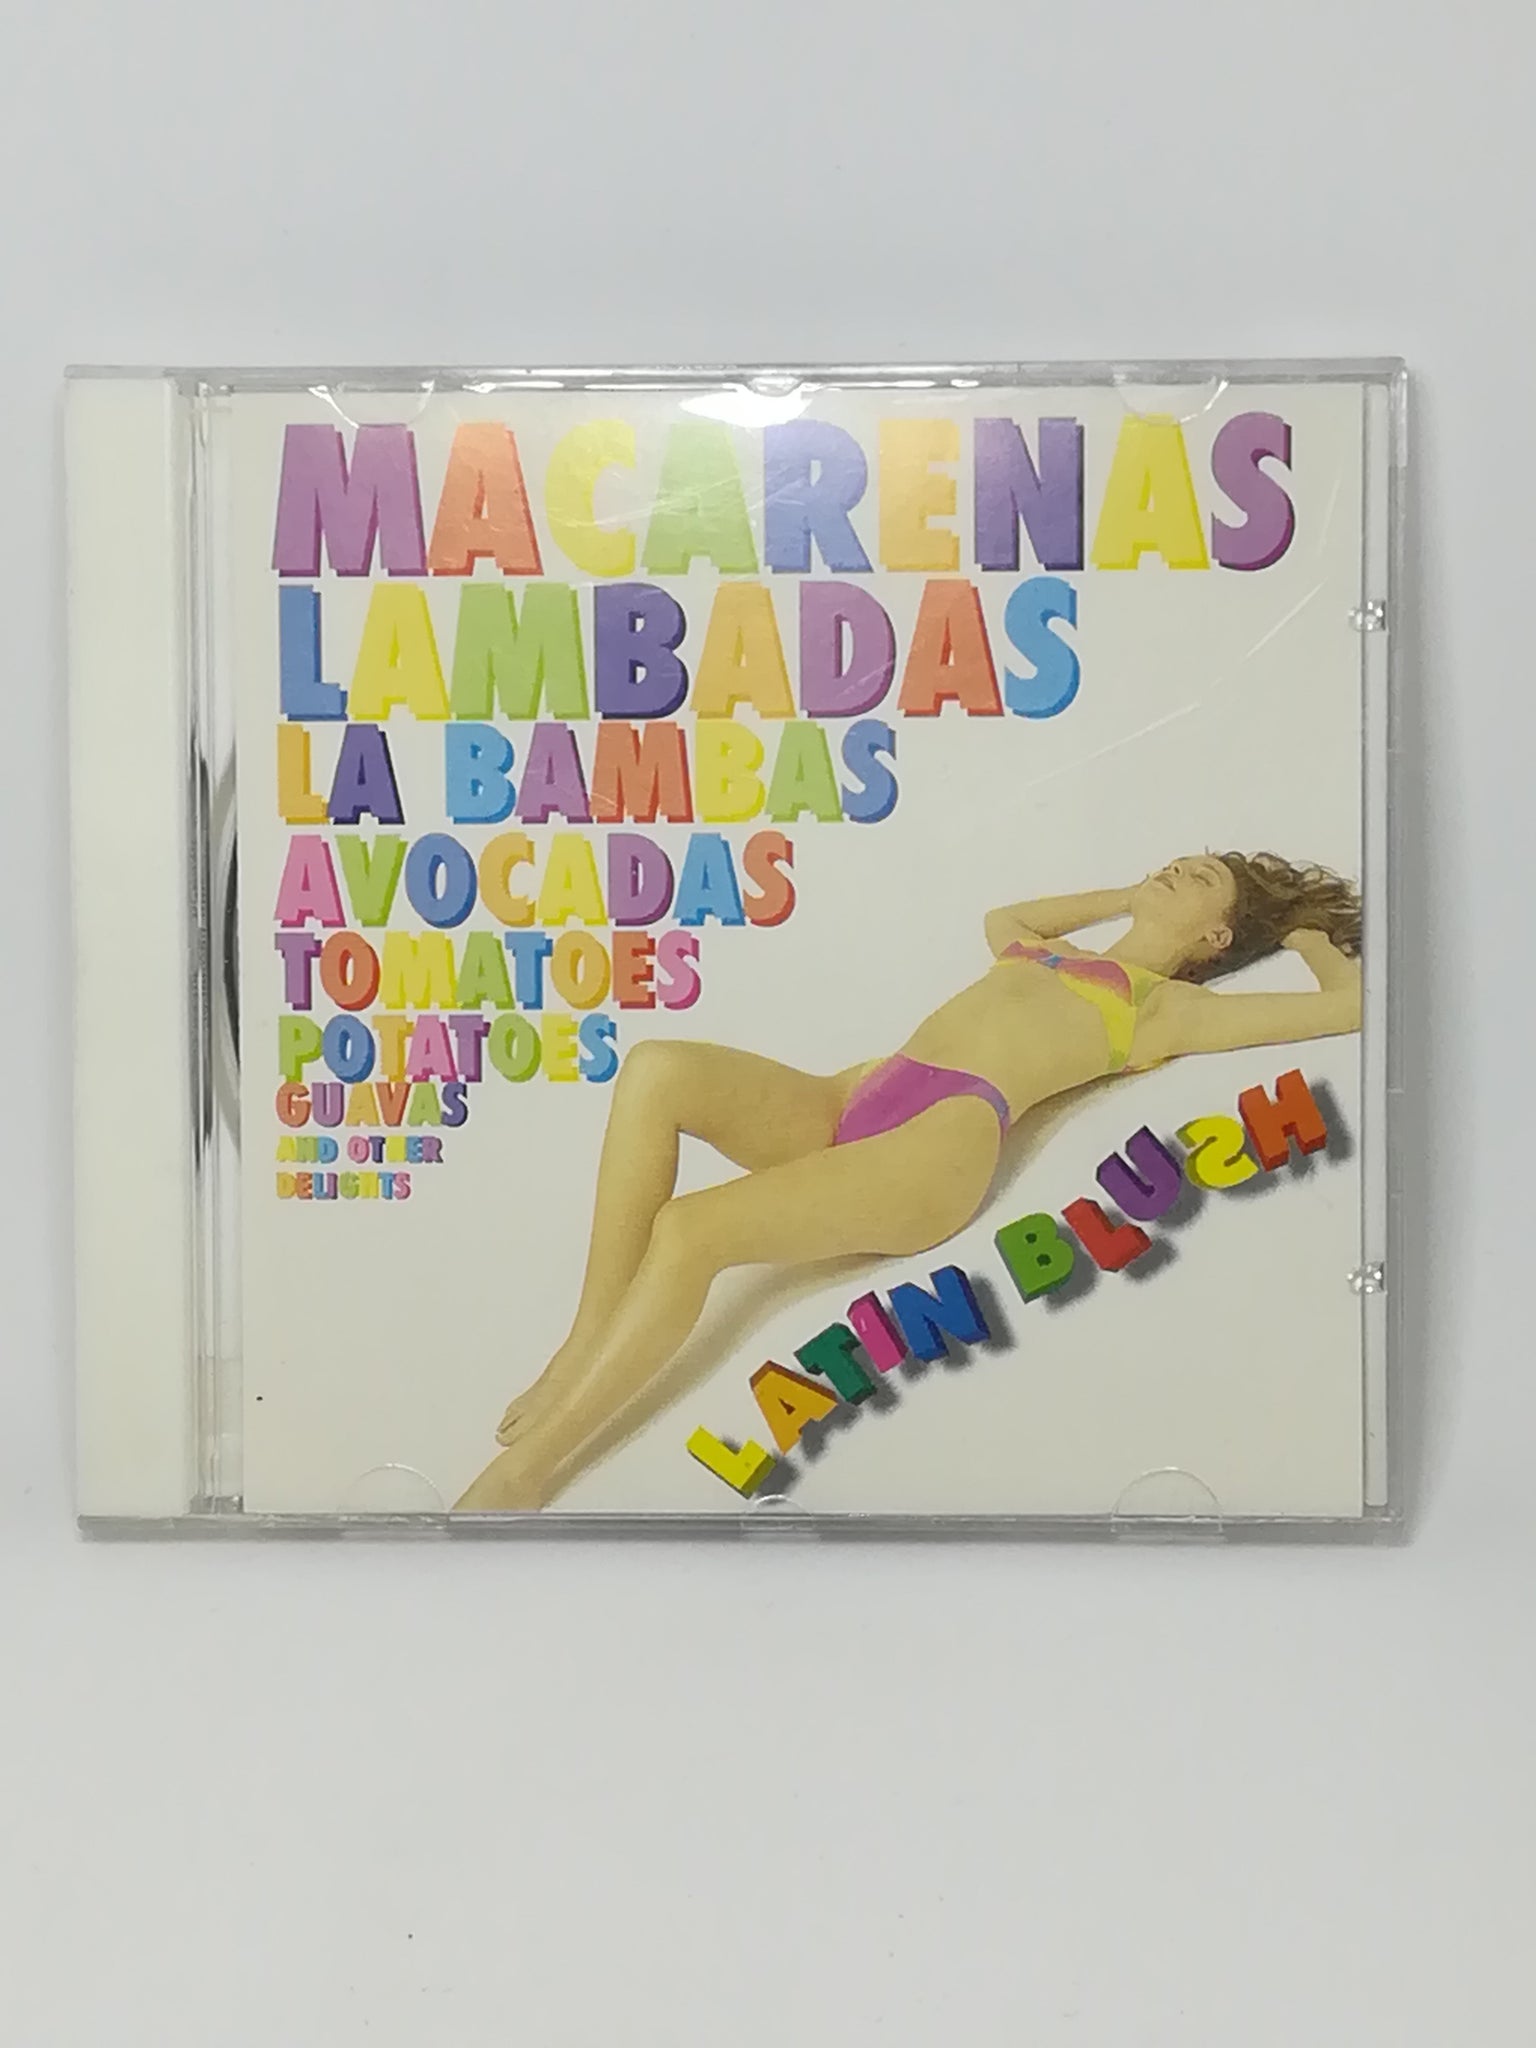 MACARENAS
LAMBADAS
LA BAMBAS
AVOCADAS
TOMATOES
POTATOES
GUAVAS
AND OTHER
DELIGHTS
LATIN BLUSH